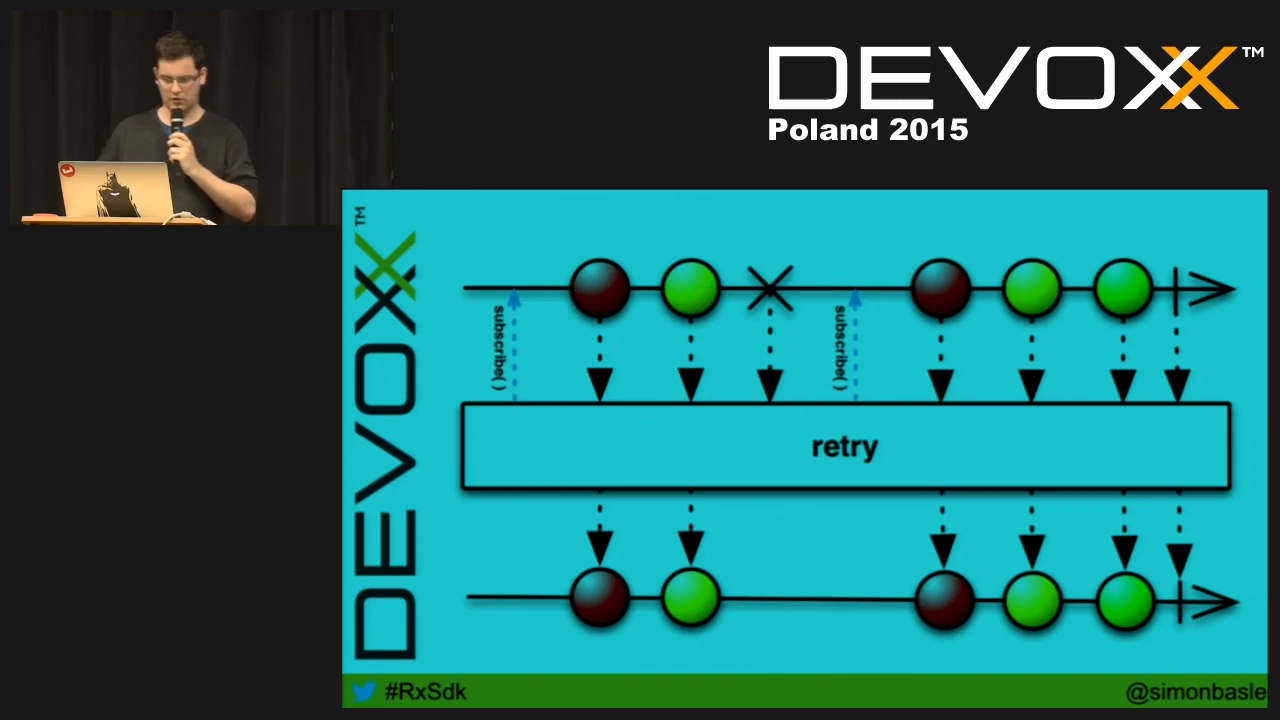 DEVOXX™
Poland 2015
DEVOXX™
subscribe( )
subscribe( )
retry
#RxSdk
@simonbasle